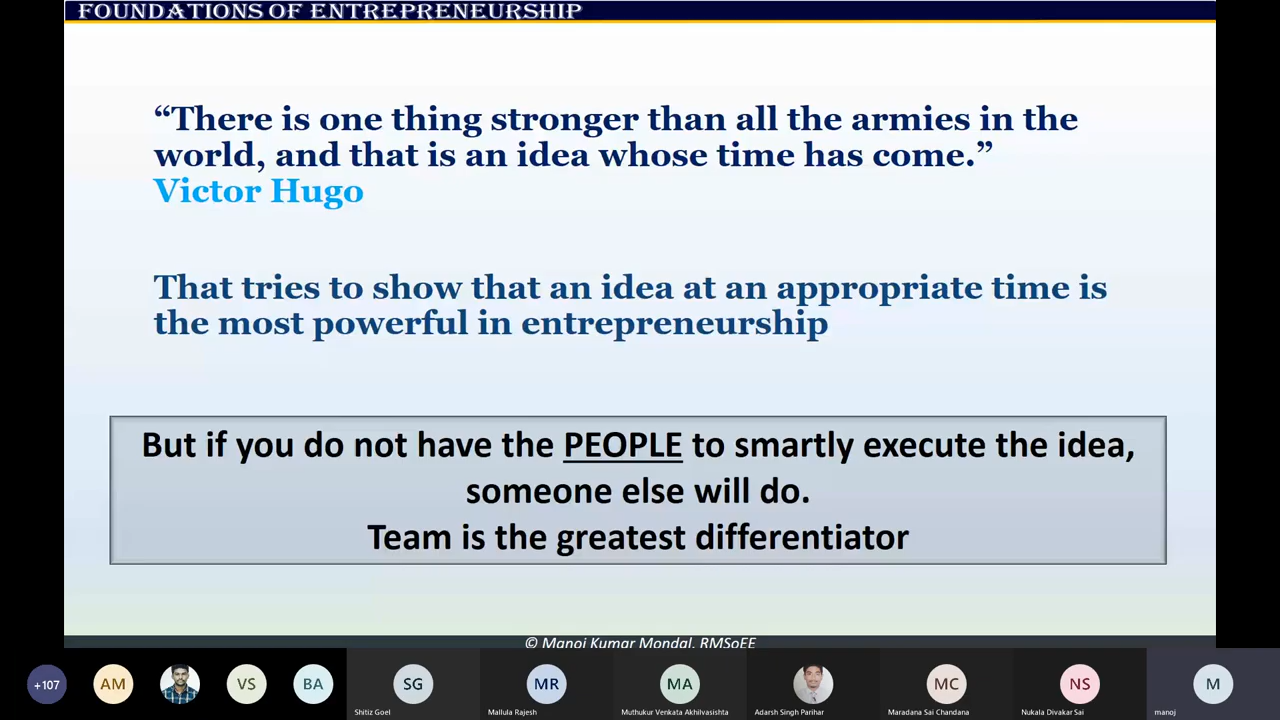 FOUNDATIONS OF ENTREPRENEURSHIP
“There is one thing stronger than all the armies in the
world, and that is an idea whose time has come.”
Victor Hugo
That tries to show that an idea at an appropriate time is
the most powerful in entrepreneurship
But if you do not have the PEOPLE to smartly execute the idea,
someone else will do.
Team is the greatest differentiator
© Manoj Kumar Mondal, RMSoEE
+107 AM VS BA SG MR MA MC NS M
Shitiz Goel Mallula Rajesh Muthukur Venkata Akhilvasishta Adarsh Singh Parihar Maradana Sai Chandana Nukala Divakar Sai manoj